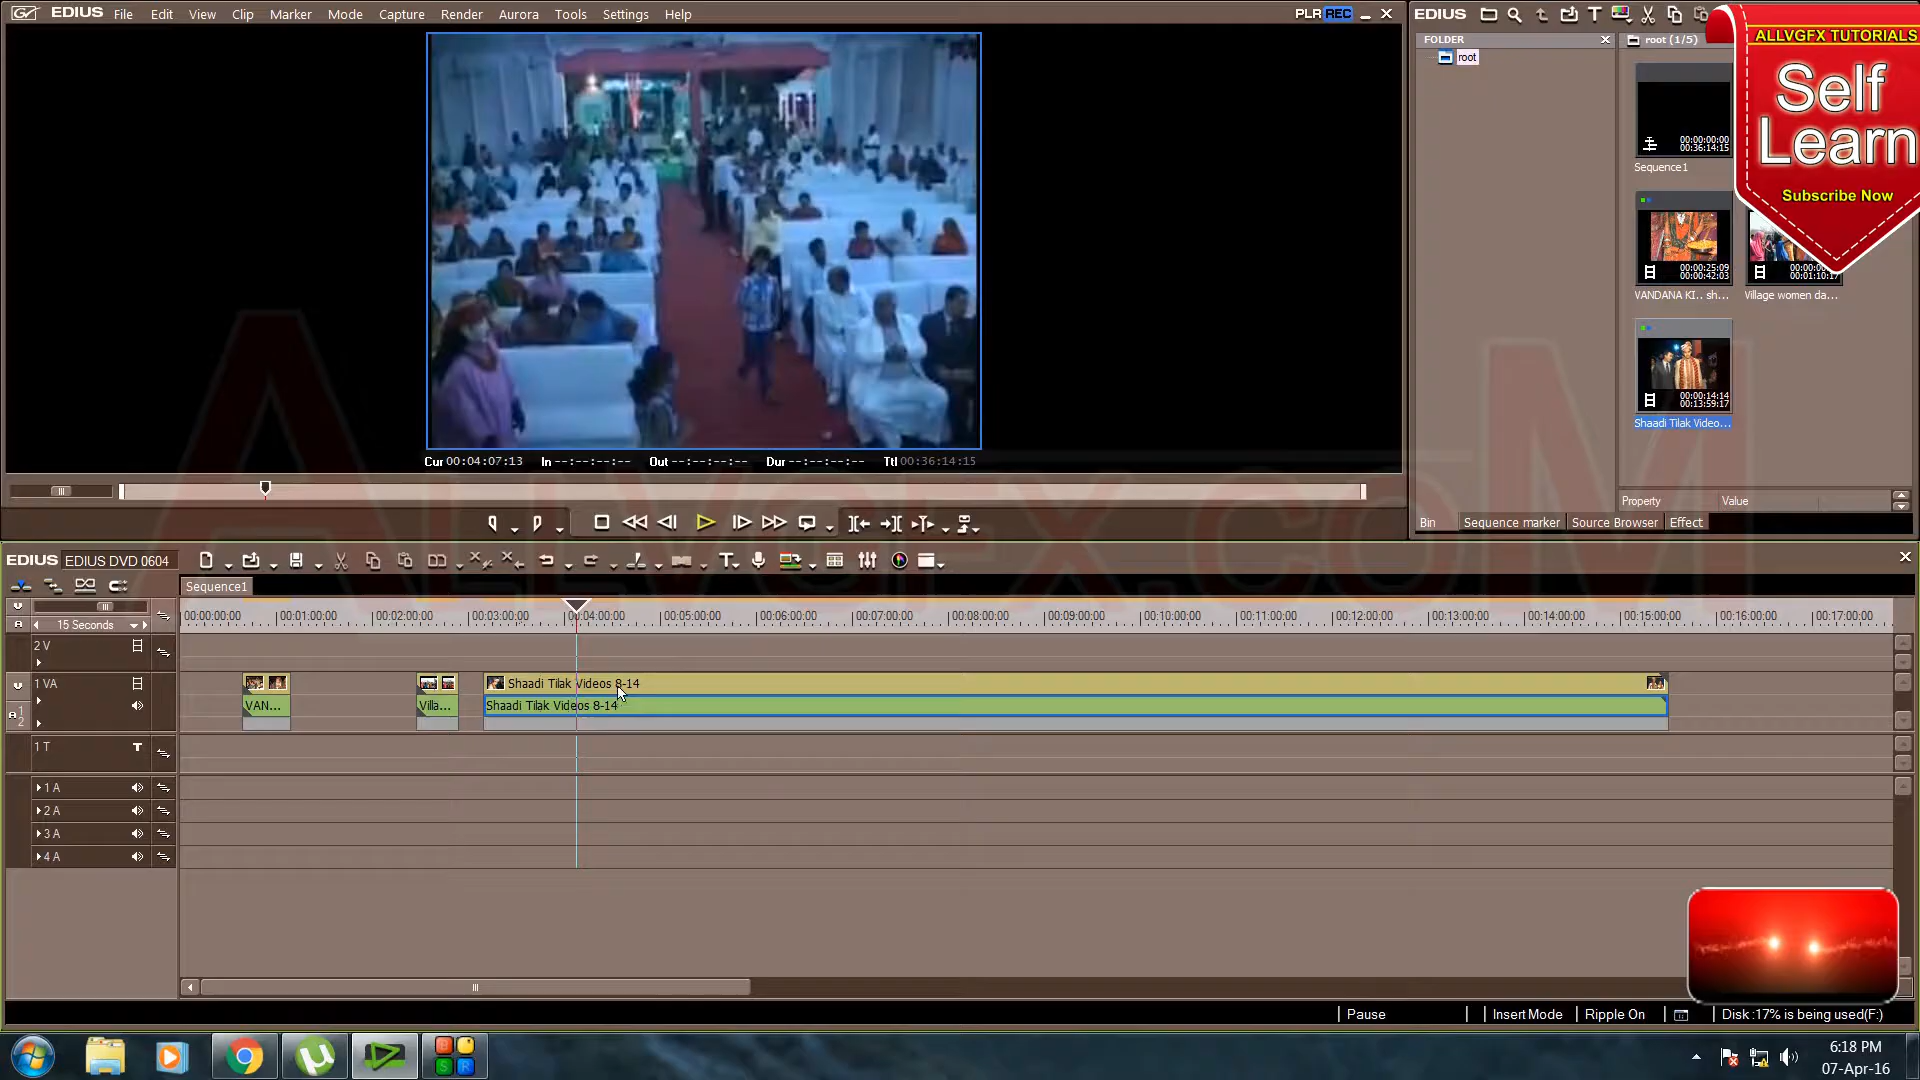 EDIUS File Edit View Clip Marker Mode Capture Render Aurora Tools Settings Help PLR REC
EDIUS
FOLDER
root
root (1/5)
00:00:00:00
00:36:14:15
Sequence1
00:00:25:09
00:00:42:03
VANDANA KI.. sh...
Village women da...
00:00:14:14
00:13:59:17
Shaadi Tilak Video...
ALLVGFX TUTORIALS
Self
Learn
Subscribe Now
Cur 00:04:07:13 In --:--:--:-- Out --:--:--:-- Dur --:--:--:-- Ttl 00:36:14:15
Property Value
Bin Sequence marker Source Browser Effect
ALLVGFX.COM
EDIUS EDIUS DVD 0604
Sequence1
15 Seconds
00:00:00:00 00:01:00:00 00:02:00:00 00:03:00:00 00:04:00:00 00:05:00:00 00:06:00:00 00:07:00:00 00:08:00:00 00:09:00:00 00:10:00:00 00:11:00:00 00:12:00:00 00:13:00:00 00:14:00:00 00:15:00:00 00:16:00:00 00:17:00:00
2 V
1 VA
Shaadi Tilak Videos 8-14
VAN... Villa... Shaadi Tilak Videos 8-14
1 T T
1 A
2 A
3 A
4 A
Pause Insert Mode Ripple On Disk :17% is being used(F:)
6:18 PM
07-Apr-16